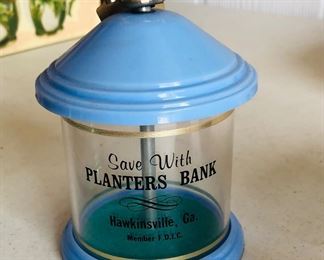 Save With
PLANTERS BANK
Hawkinsville, Ga.
Member F.D.I.C.